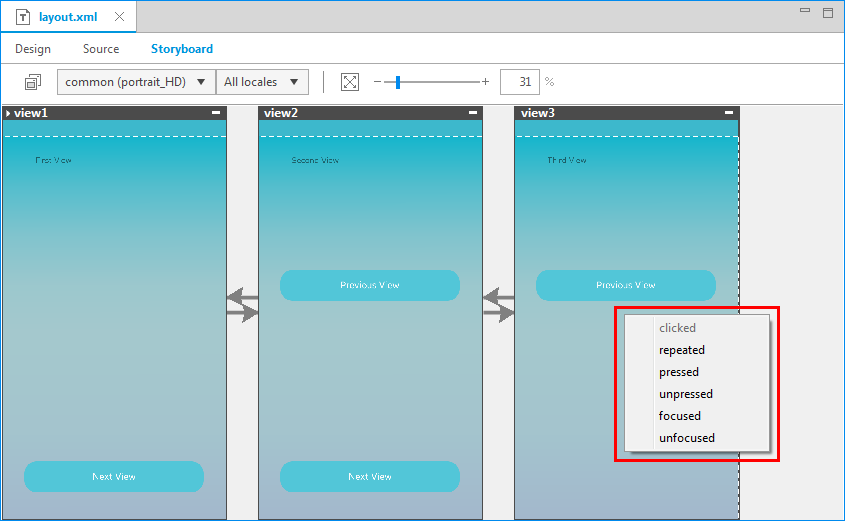 layout.xml
Design Source Storyboard
common (portrait_HD) All locales 31 %
view1 view2 view3
First View Second View Third View
Previous View Previous View
clicked
repeated
pressed
unpressed
focused
unfocused
Next View Next View